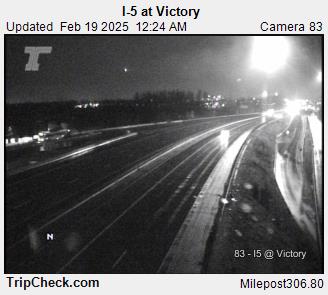 I-5 at Victory
Updated  Feb 19 2025  12:24 AM    Camera 83
T
N
83 - I5 @ Victory
TripCheck.com    Milepost306.80